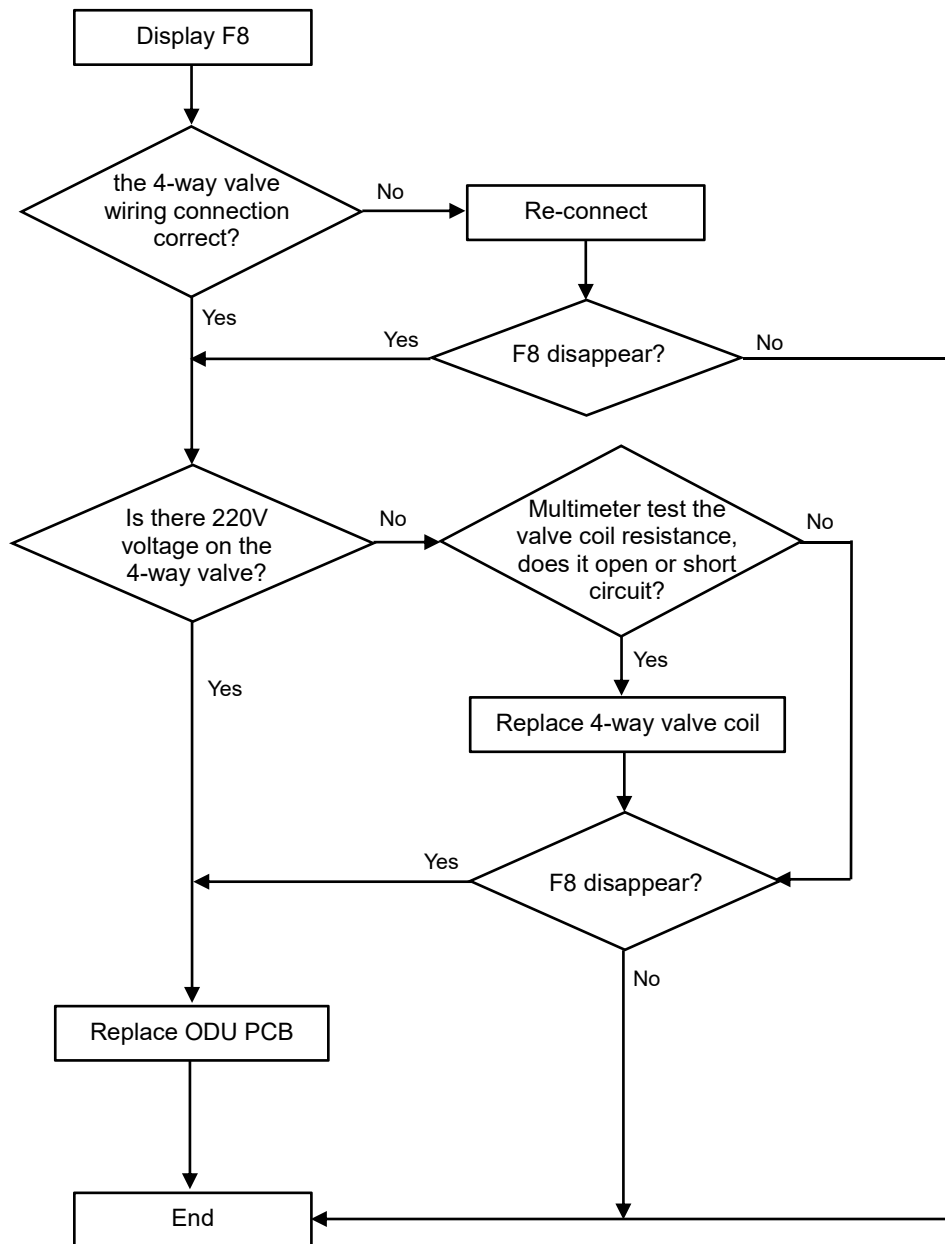 Display F8
the 4-way valve
wiring connection
correct?
No
Re-connect
Yes
Yes
F8 disappear?
No
Is there 220V
voltage on the
4-way valve?
No
Multimeter test the
valve coil resistance,
does it open or short
circuit?
No
Yes
Yes
Replace 4-way valve coil
Yes
F8 disappear?
No
Replace ODU PCB
End